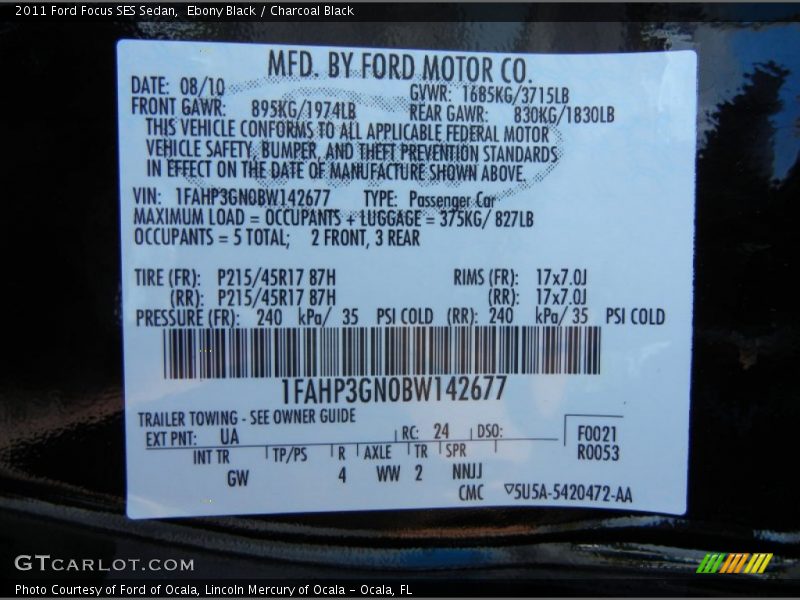 2011 Ford Focus SES Sedan,  Ebony Black / Charcoal Black
MFD. BY FORD MOTOR CO.
DATE: 08/10 GVWR: 1685KG/3715LB
FRONT GAWR: 895KG/1974LB REAR GAWR: 830KG/1830LB
THIS VEHICLE CONFORMS TO ALL APPLICABLE FEDERAL MOTOR
VEHICLE SAFETY, BUMPER, AND THEFT PREVENTION STANDARDS
IN EFFECT ON THE DATE OF MANUFACTURE SHOWN ABOVE.
VIN: 1FAHP3GN0BW142677 TYPE: Passenger Car
MAXIMUM LOAD = OCCUPANTS + LUGGAGE = 375KG/ 827LB
OCCUPANTS = 5 TOTAL; 2 FRONT, 3 REAR
TIRE (FR): P215/45R17 87H RIMS (FR): 17x7.0J
(RR): P215/45R17 87H (RR): 17x7.0J
PRESSURE (FR): 240 kPa/ 35 PSI COLD (RR): 240 kPa/ 35 PSI COLD
1FAHP3GN0BW142677
TRAILER TOWING - SEE OWNER GUIDE
EXT PNT: UA RC: 24 DSO: F0021
INT TR TP/PS R AXLE TR SPR R0053
GW 4 WW 2 NNJJ
CMC ▽5U5A-5420472-AA
GTCARLOT.COM
Photo Courtesy of Ford of Ocala, Lincoln Mercury of Ocala - Ocala, FL